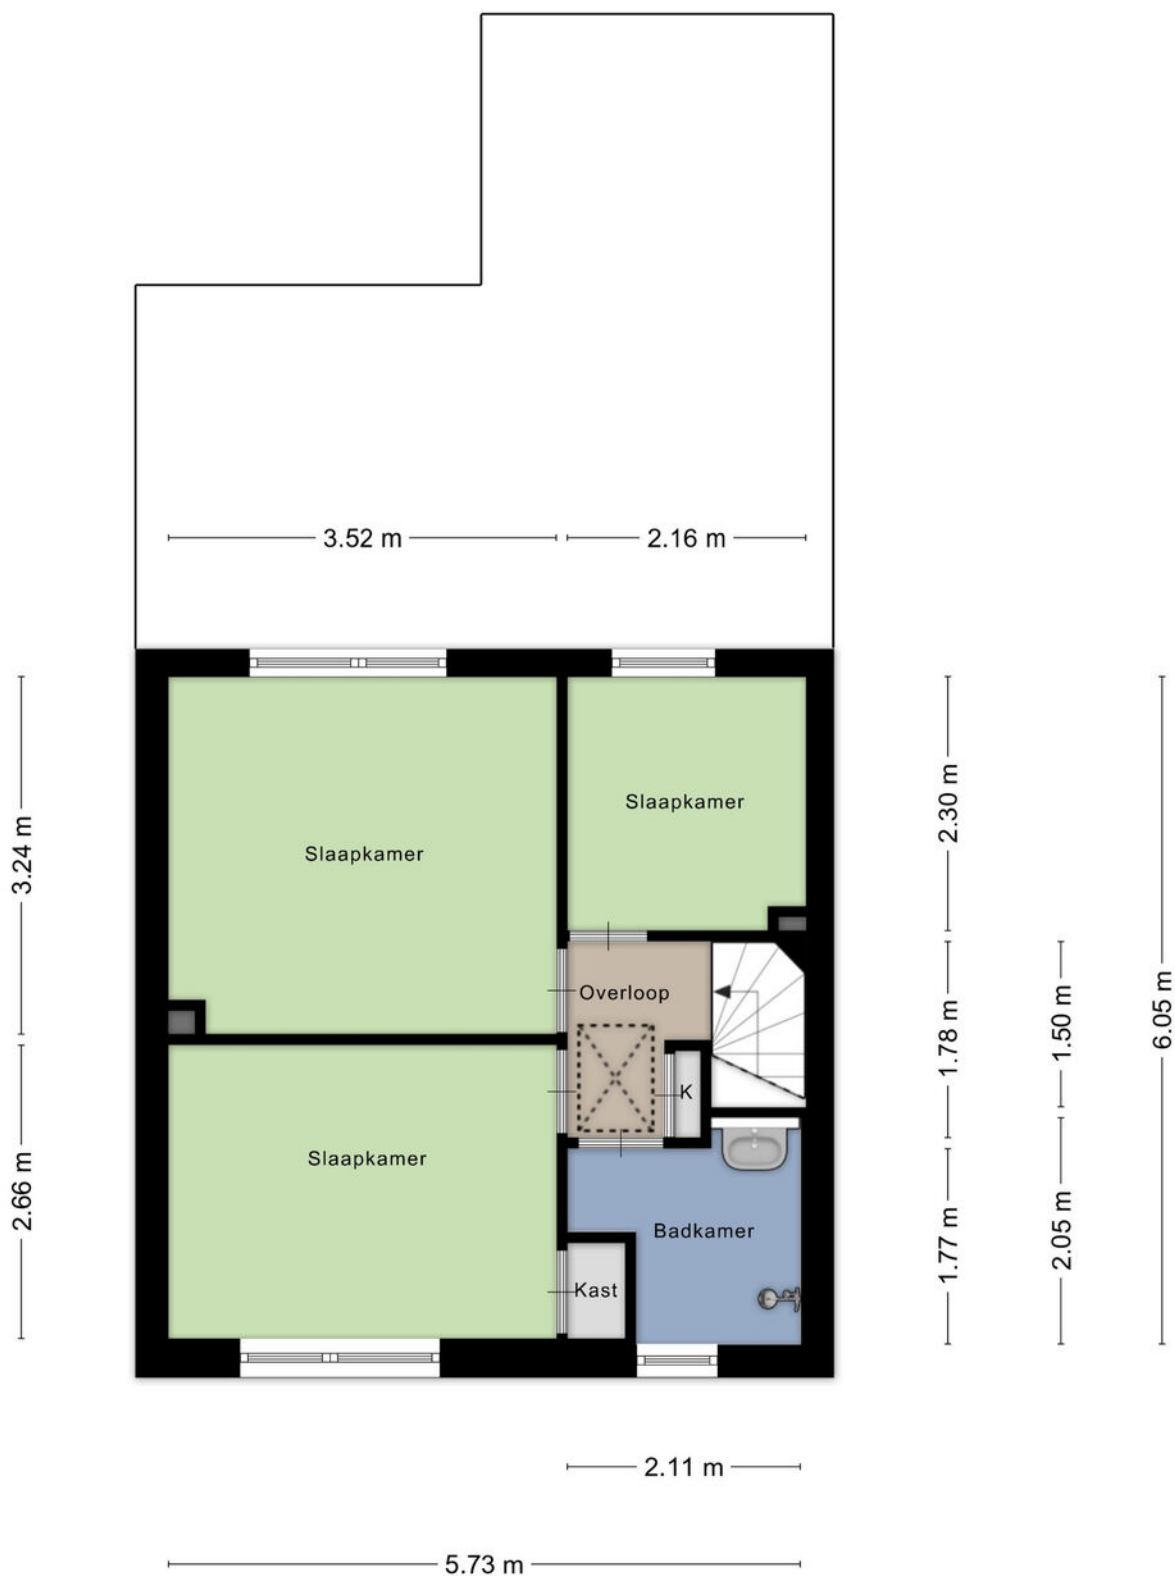 3.52 m
2.16 m
Slaapkamer
Slaapkamer
3.24 m
2.30 m
Overloop
K
1.78 m
1.50 m
6.05 m
Slaapkamer
2.66 m
Badkamer
1.77 m
2.05 m
Kast
2.11 m
5.73 m